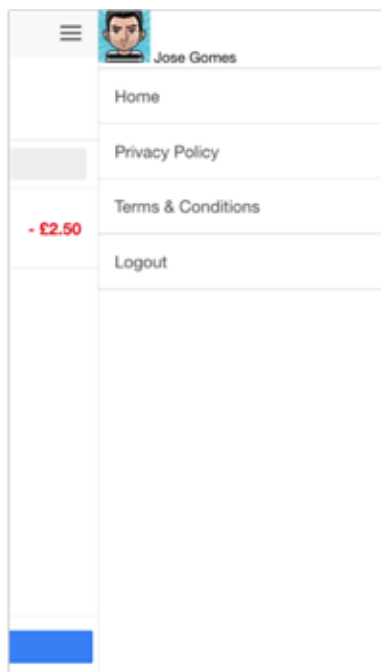 Jose Gomes
Home
Privacy Policy
Terms & Conditions
- £2.50
Logout